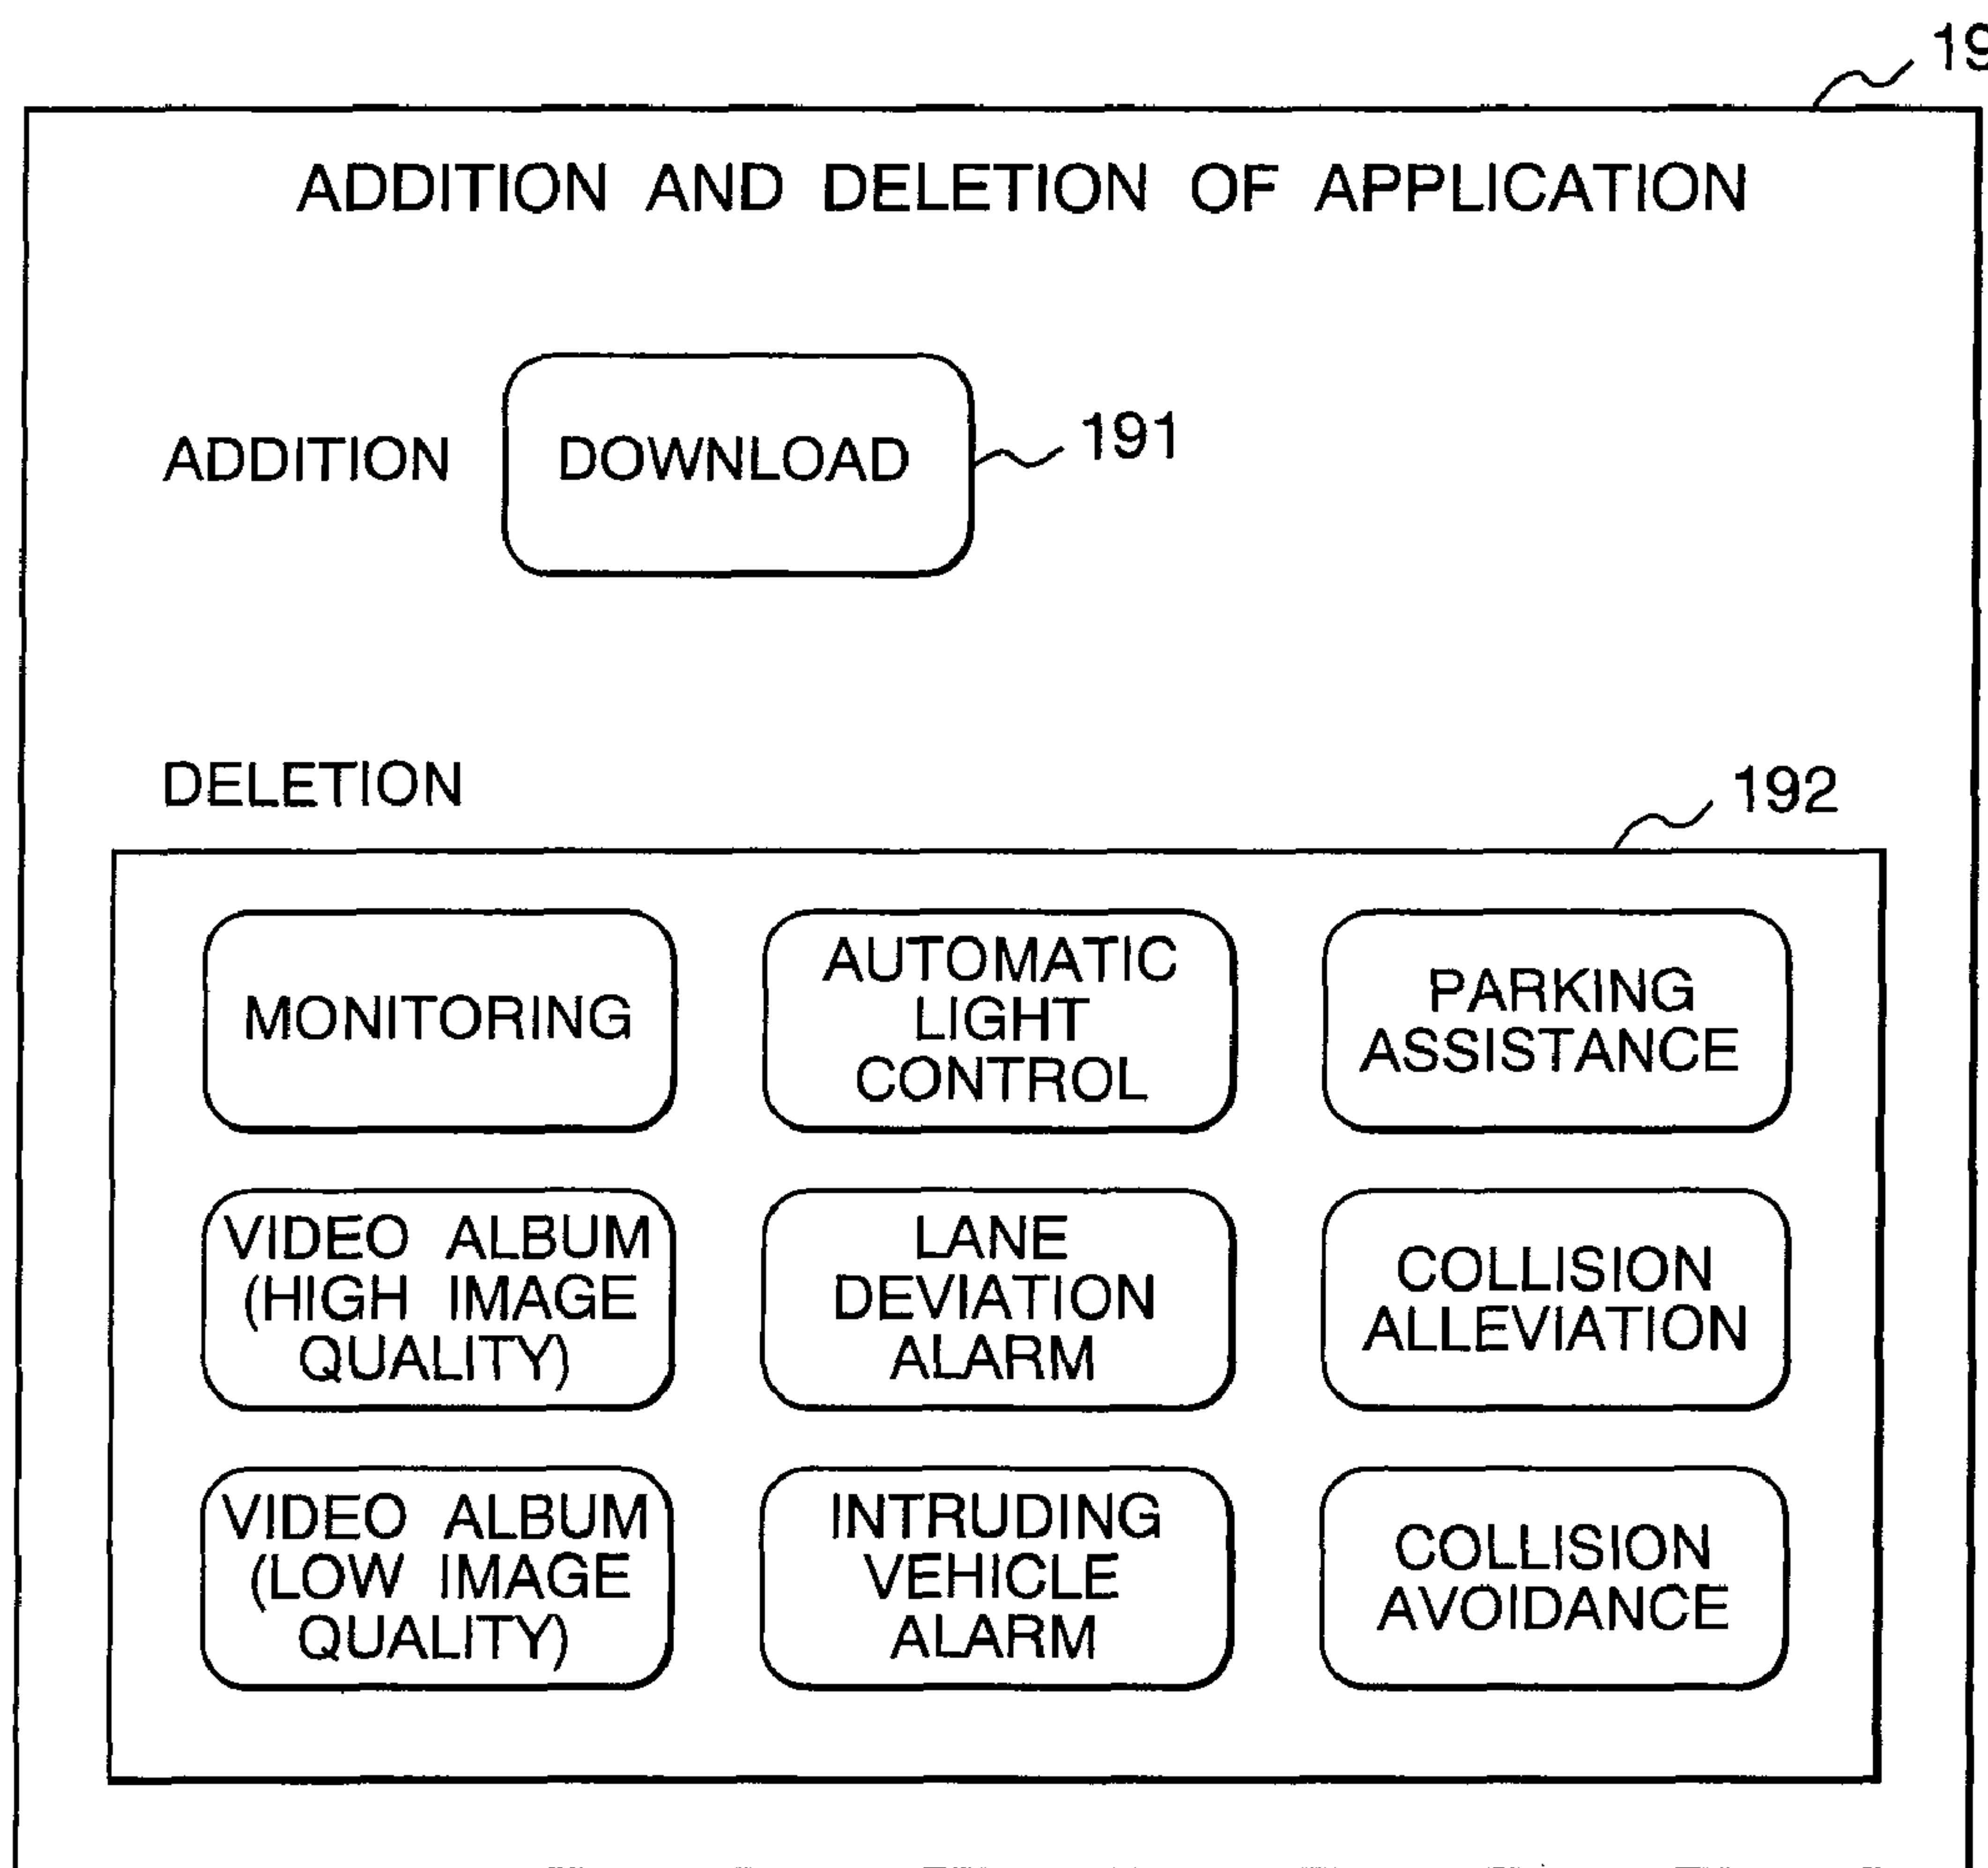 ADDITION AND DELETION OF APPLICATION
ADDITION
DOWNLOAD
191
DELETION
192
MONITORING
AUTOMATIC
LIGHT
CONTROL
PARKING
ASSISTANCE
VIDEO ALBUM
(HIGH IMAGE
QUALITY)
LANE
DEVIATION
ALARM
COLLISION
ALLEVIATION
VIDEO ALBUM
(LOW IMAGE
QUALITY)
INTRUDING
VEHICLE
ALARM
COLLISION
AVOIDANCE